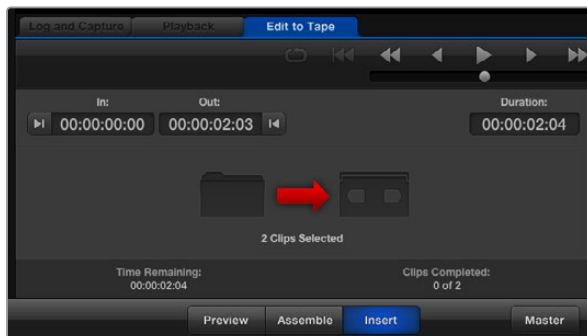 Log and Capture Playback Edit to Tape
In: Out: Duration:
00:00:00:00 00:00:02:03 00:00:02:04
2 Clips Selected
Time Remaining: Clips Completed:
00:00:02:04 0 of 2
Preview Assemble Insert Master